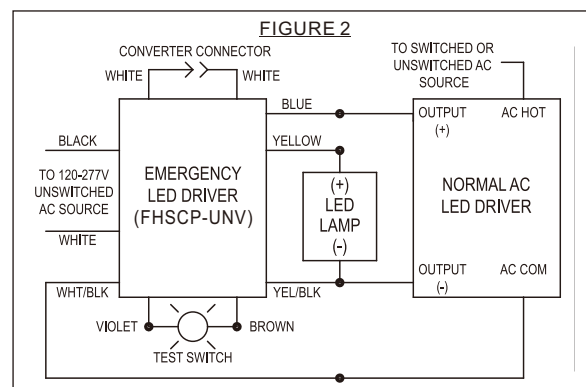 FIGURE 2
CONVERTER CONNECTOR
WHITE
WHITE
TO SWITCHED OR
UNSWITCHED AC
SOURCE
BLUE
OUTPUT
(+)
AC HOT
BLACK
YELLOW
TO 120-277V
UNSWITCHED
AC SOURCE
EMERGENCY
LED DRIVER
(FHSCP-UNV)
(+)
LED
LAMP
(-)
NORMAL AC
LED DRIVER
WHITE
WHT/BLK
YEL/BLK
OUTPUT
(-)
AC COM
VIOLET
BROWN
TEST SWITCH